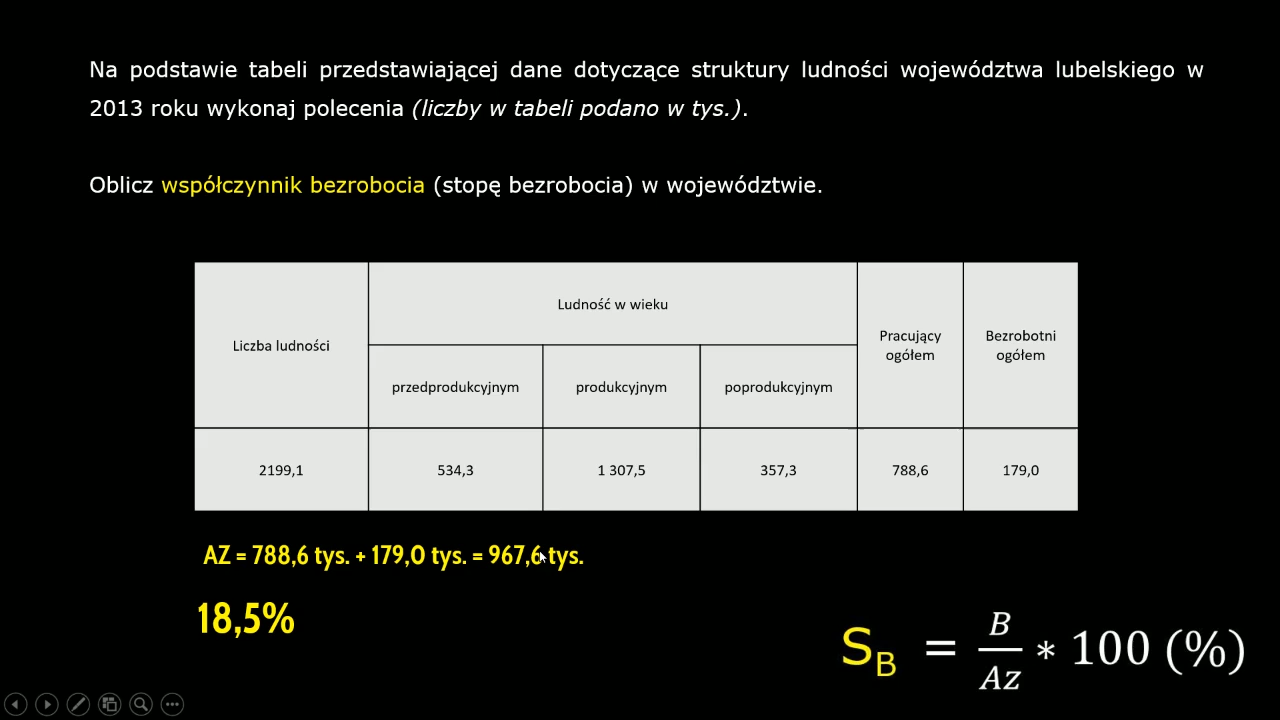 Na podstawie tabeli przedstawiającej dane dotyczące struktury ludności województwa lubelskiego w
2013 roku wykonaj polecenia (liczby w tabeli podano w tys.).
Oblicz współczynnik bezrobocia (stopę bezrobocia) w województwie.
Liczba ludności
Ludność w wieku
Pracujący
ogółem
Bezrobotni
ogółem
przedprodukcyjnym
produkcyjnym
poprodukcyjnym
2199,1
534,3
1 307,5
357,3
788,6
179,0
AZ = 788,6 tys. + 179,0 tys. = 967,6 tys.
18,5%
S_B = B/Az * 100 (%)